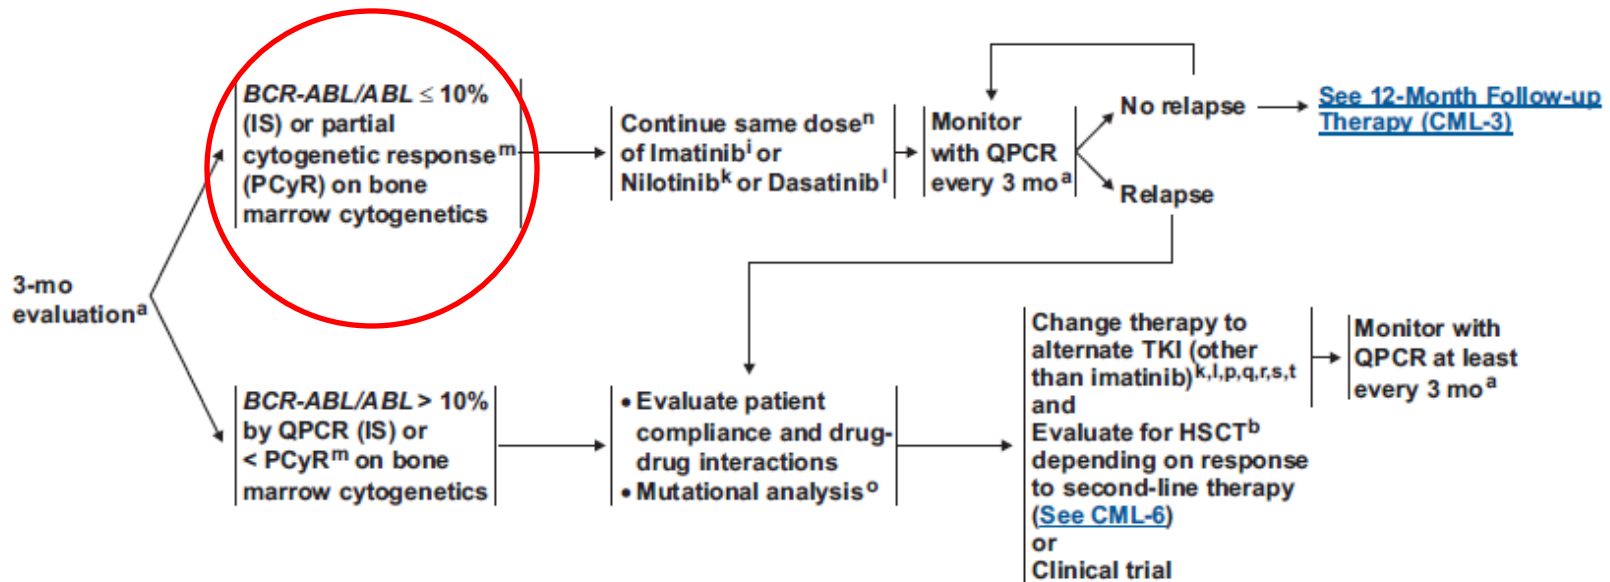 3-mo
evaluationa
BCR-ABL/ABL ≤ 10%
(IS) or partial
cytogenetic responsem
(PCyR) on bone
marrow cytogenetics
Continue same dosen
of Imatinibi or
Nilotinibk or Dasatinibl
Monitor
with QPCR
every 3 moa
No relapse
Relapse
See 12-Month Follow-up
Therapy (CML-3)
BCR-ABL/ABL > 10%
by QPCR (IS) or
< PCyRm on bone
marrow cytogenetics
• Evaluate patient
compliance and drug-
drug interactions
• Mutational analysiso
Change therapy to
alternate TKI (other
than imatinib)k,l,p,q,r,s,t
and
Evaluate for HSCTb
depending on response
to second-line therapy
(See CML-6)
or
Clinical trial
Monitor with
QPCR at least
every 3 moa